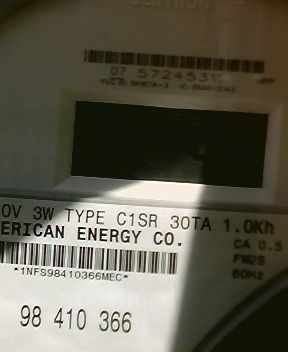 07 5724531
0V 3W TYPE C1SR 30TA 1.0Kh
ERICAN ENERGY CO.
CA 0.5
FM2S
60Hz
*1NFS98410366MEC*
98 410 366